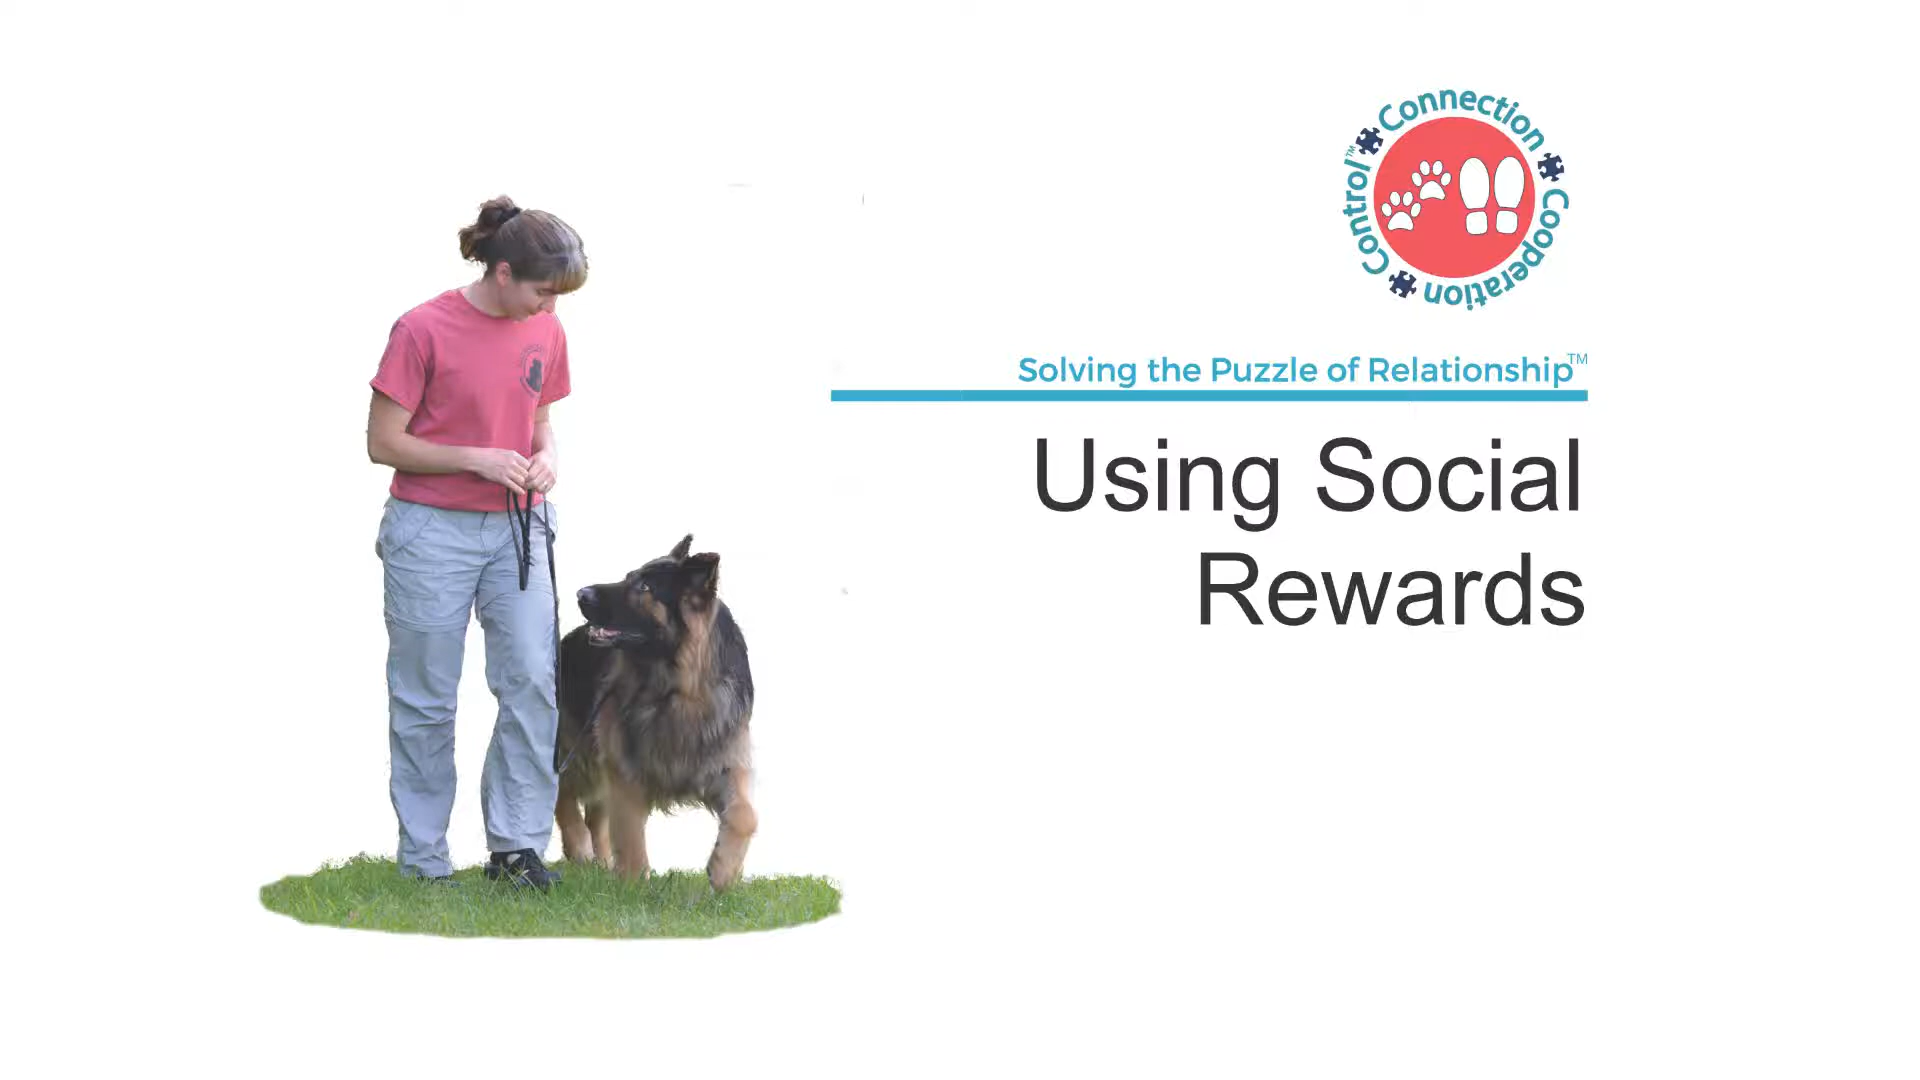 Connection
Cooperation
Control™
Solving the Puzzle of Relationship™
Using Social
Rewards